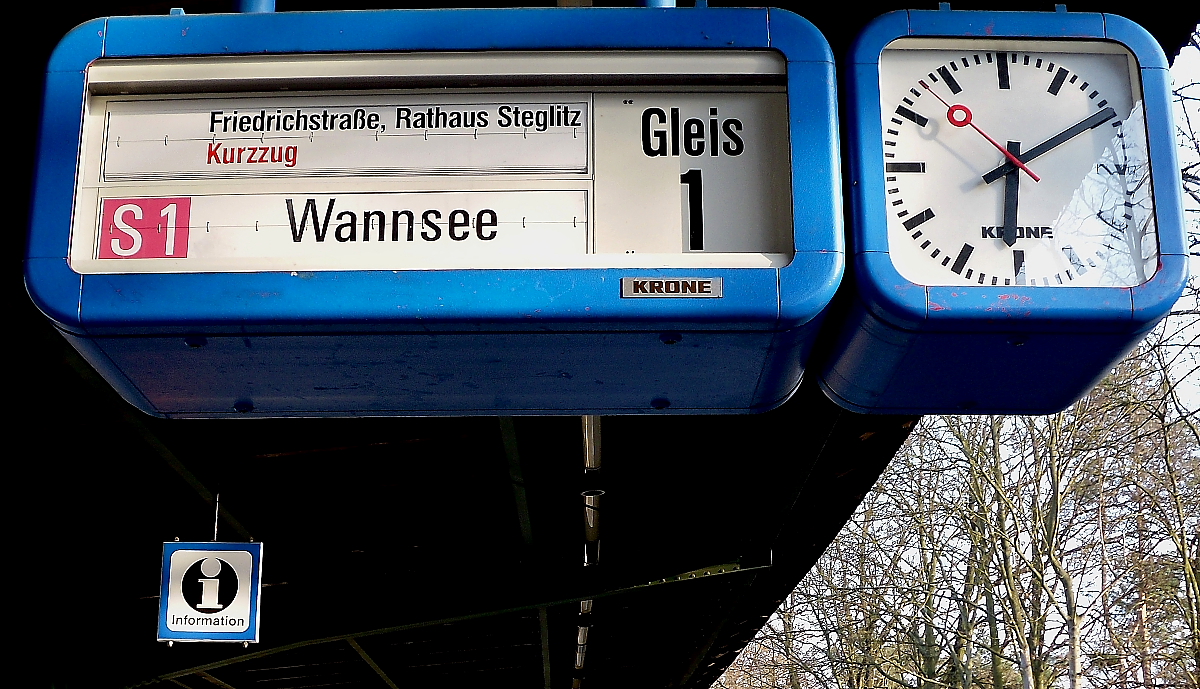 Friedrichstraße, Rathaus Steglitz
Kurzzug
S1 Wannsee
Gleis
1
KRONE
KRONE
i
Information